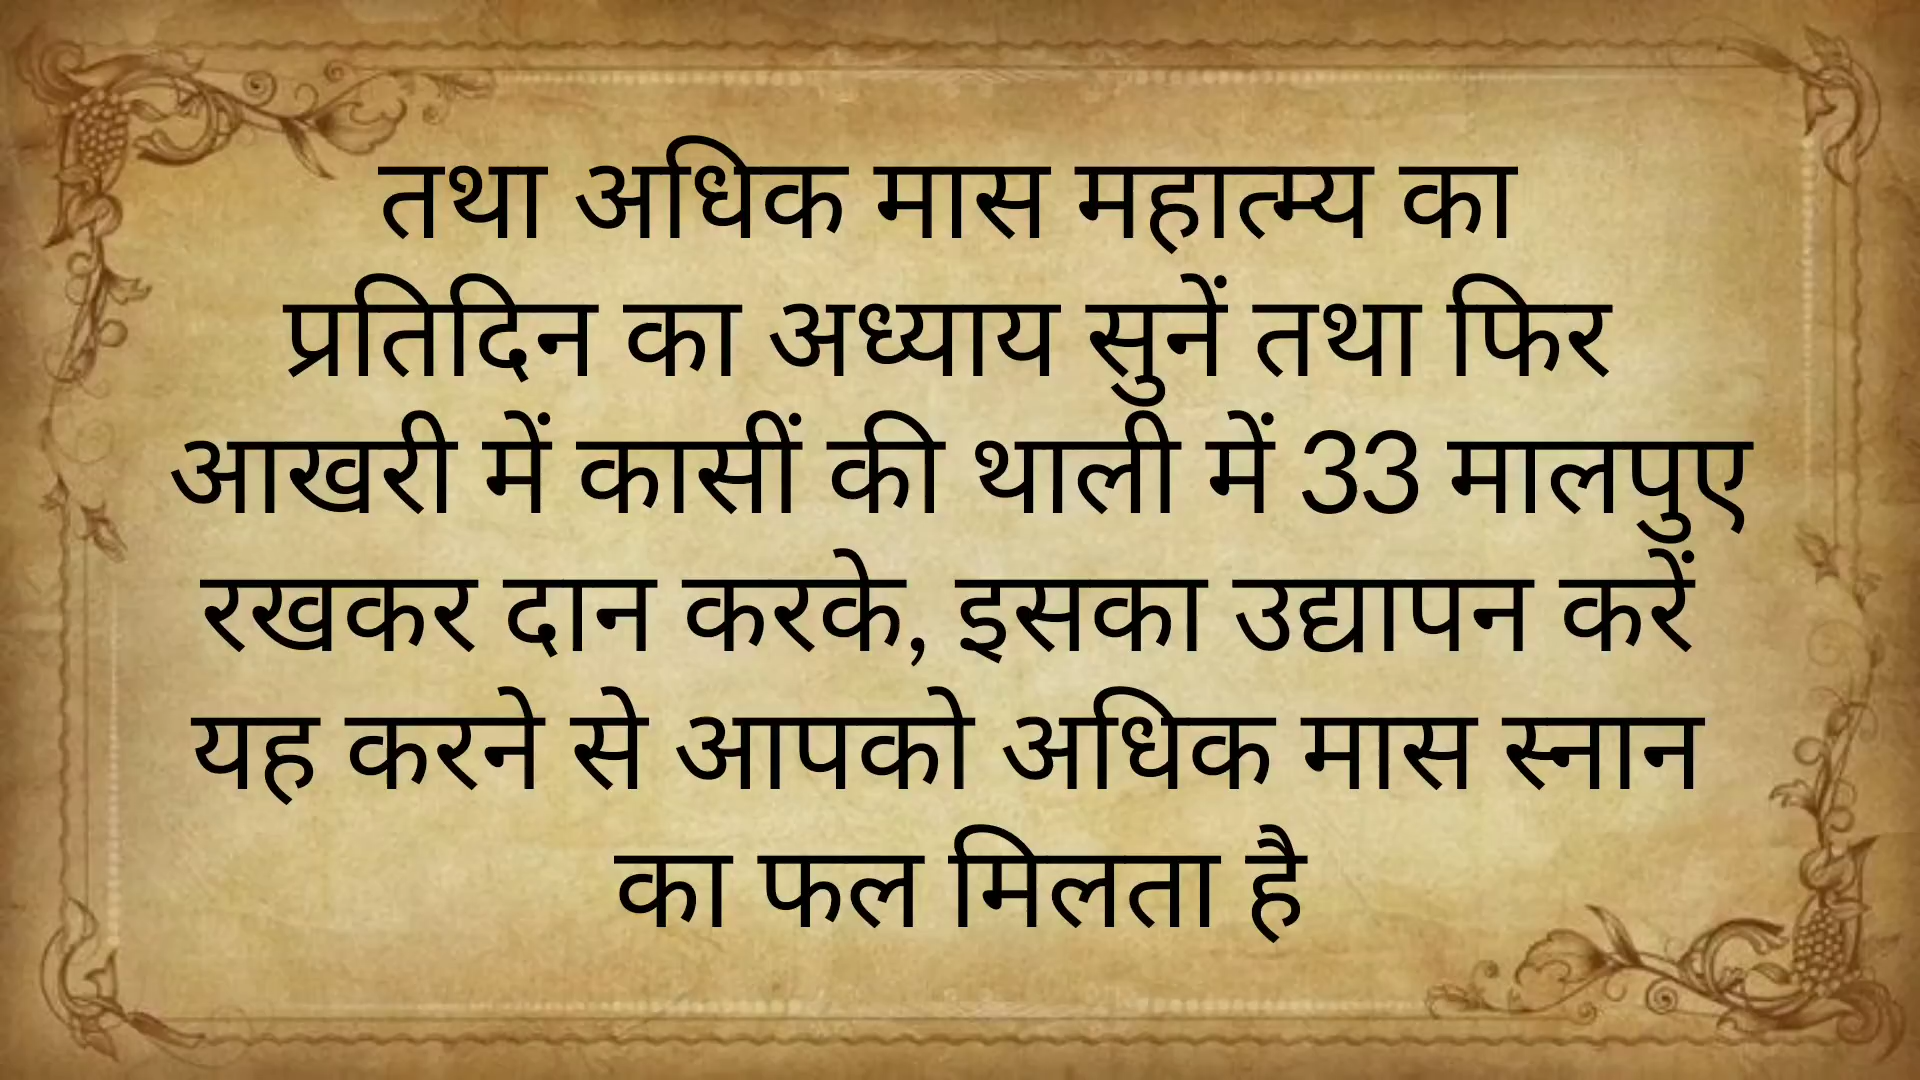 तथा अधिक मास महात्म्य का
प्रतिदिन का अध्याय सुनें तथा फिर
आखरी में कासीं की थाली में 33 मालपुए
रखकर दान करके, इसका उद्यापन करें
यह करने से आपको अधिक मास स्नान
का फल मिलता है